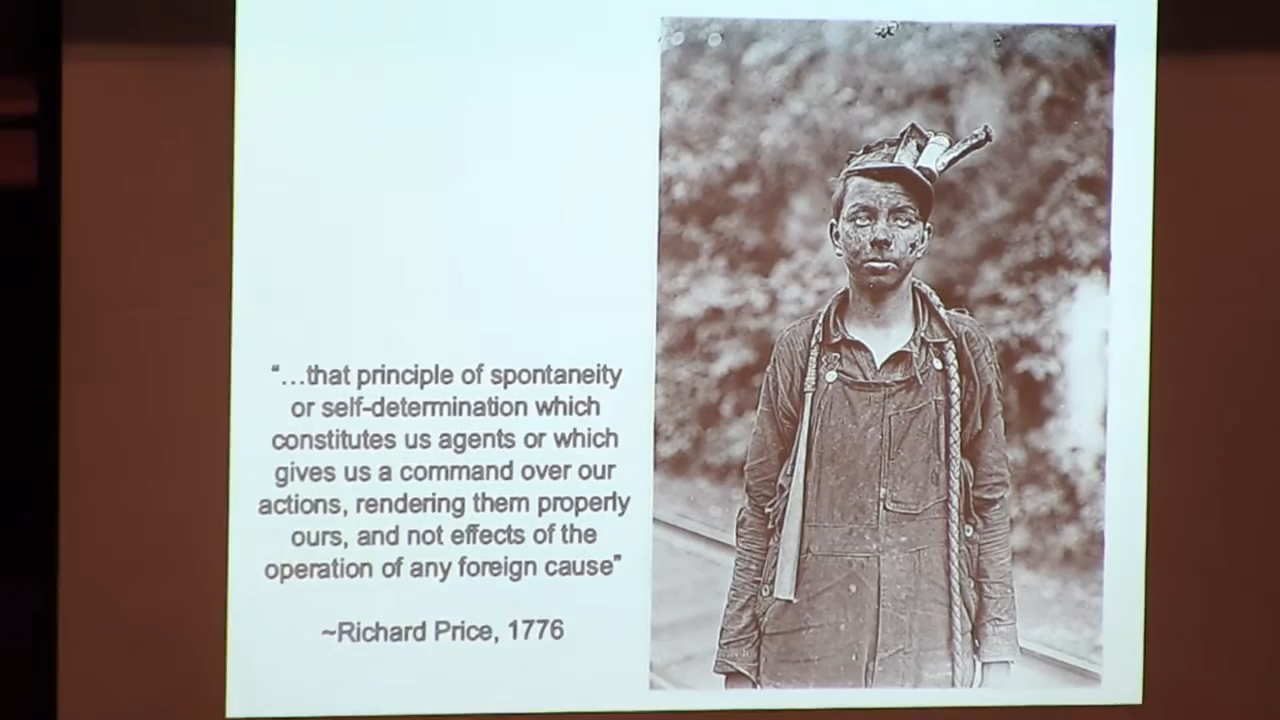 “...that principle of spontaneity
or self-determination which
constitutes us agents or which
gives us a command over our
actions, rendering them properly
ours, and not effects of the
operation of any foreign cause”
~Richard Price, 1776